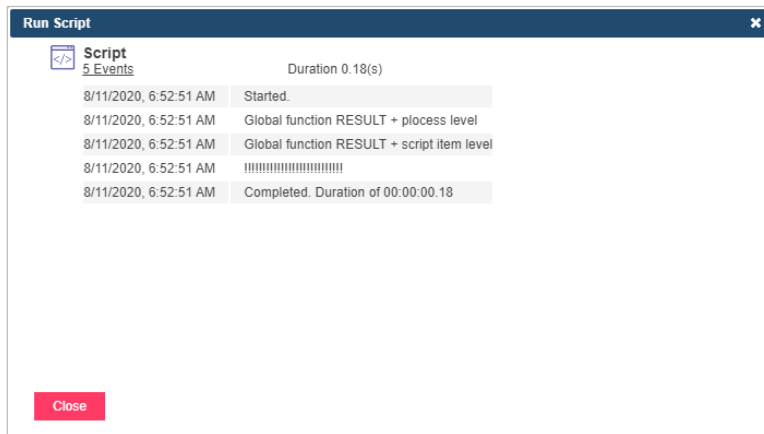 Run Script
Script
5 Events Duration 0.18(s)
8/11/2020, 6:52:51 AM Started.
8/11/2020, 6:52:51 AM Global function RESULT + plocess level
8/11/2020, 6:52:51 AM Global function RESULT + script item level
8/11/2020, 6:52:51 AM !!!!!!!!!!!!!!!!!!!!!!!!!!!
8/11/2020, 6:52:51 AM Completed. Duration of 00:00:00.18
Close